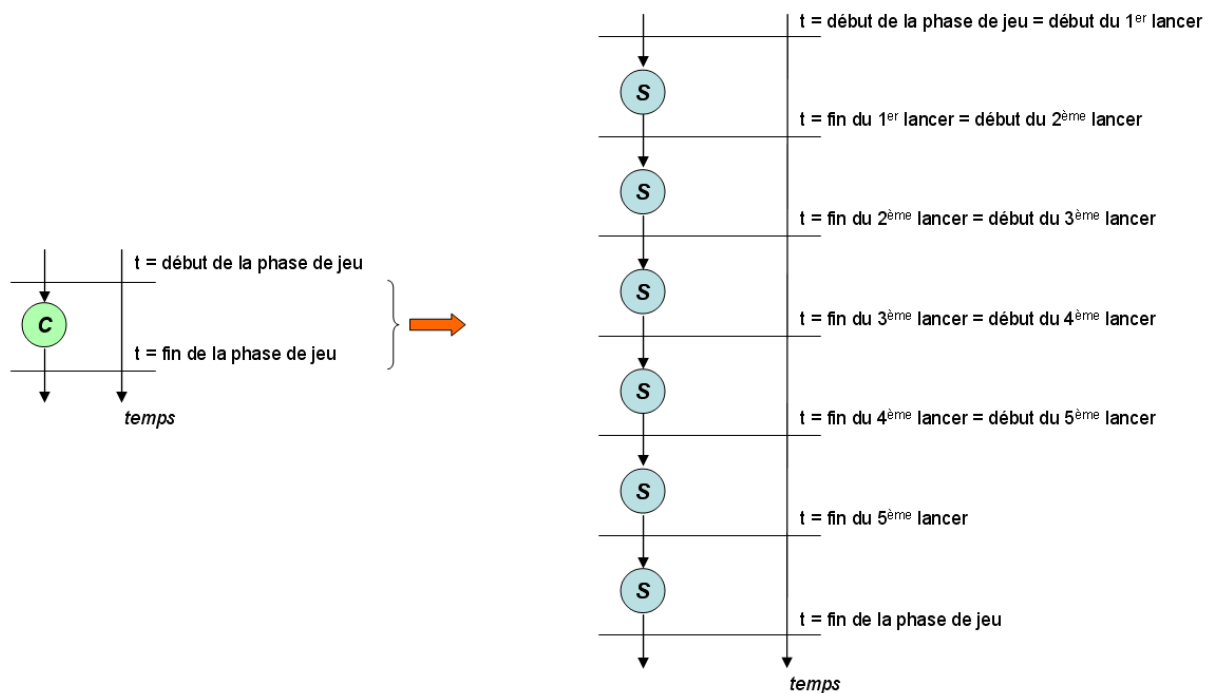 t = début de la phase de jeu
C
t = fin de la phase de jeu
temps
t = début de la phase de jeu = début du 1er lancer
S
t = fin du 1er lancer = début du 2ème lancer
S
t = fin du 2ème lancer = début du 3ème lancer
S
t = fin du 3ème lancer = début du 4ème lancer
S
t = fin du 4ème lancer = début du 5ème lancer
S
t = fin du 5ème lancer
S
t = fin de la phase de jeu
temps